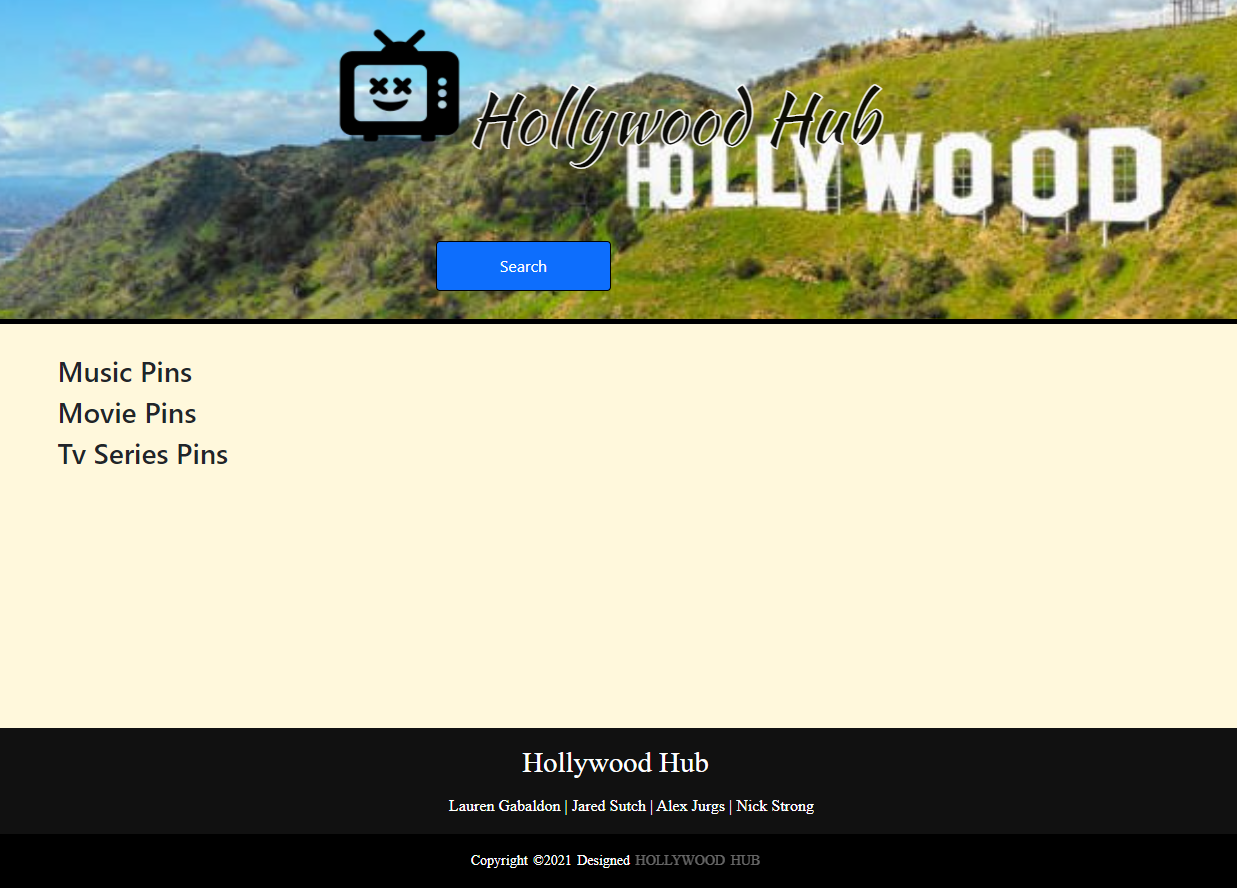 Hollywood Hub
HOLLYWOOD
Search
Music Pins
Movie Pins
Tv Series Pins
Hollywood Hub
Lauren Gabaldon | Jared Sutch | Alex Jurgs | Nick Strong
Copyright ©2021 Designed HOLLYWOOD HUB